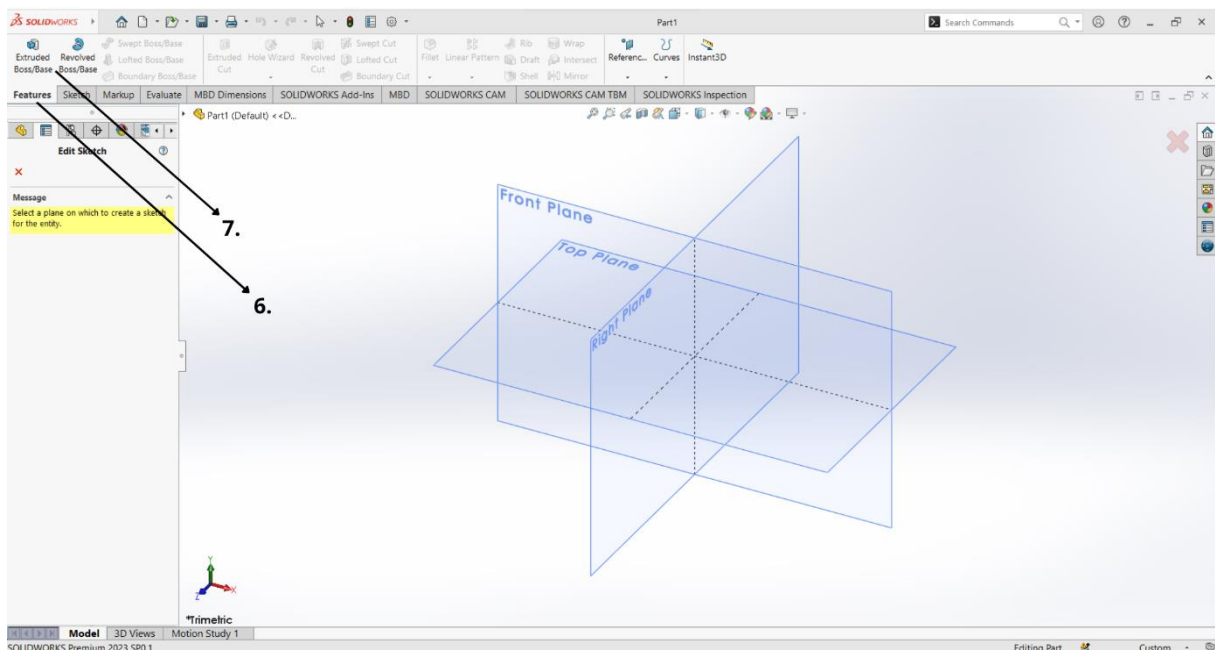 SOLIDWORKS
Part1
Search Commands
Extruded Boss/Base
Revolved Boss/Base
Swept Boss/Base
Lofted Boss/Base
Boundary Boss/Base
Extruded Cut
Hole Wizard
Revolved Cut
Swept Cut
Lofted Cut
Boundary Cut
Fillet
Linear Pattern
Rib
Draft
Shell
Wrap
Intersect
Mirror
Referenc...
Curves
Instant3D
Features Sketch Markup Evaluate MBD Dimensions SOLIDWORKS Add-Ins MBD SOLIDWORKS CAM SOLIDWORKS CAM TBM SOLIDWORKS Inspection
Part1 (Default) <<D...
Edit Sketch
Message
Select a plane on which to create a sketch
for the entity.
7.
6.
Front Plane
Top Plane
Right Plane
Y
X
Z
*Trimetric
Model 3D Views Motion Study 1
SOLIDWORKS Premium 2023 SP0.1
Editing Part
Custom